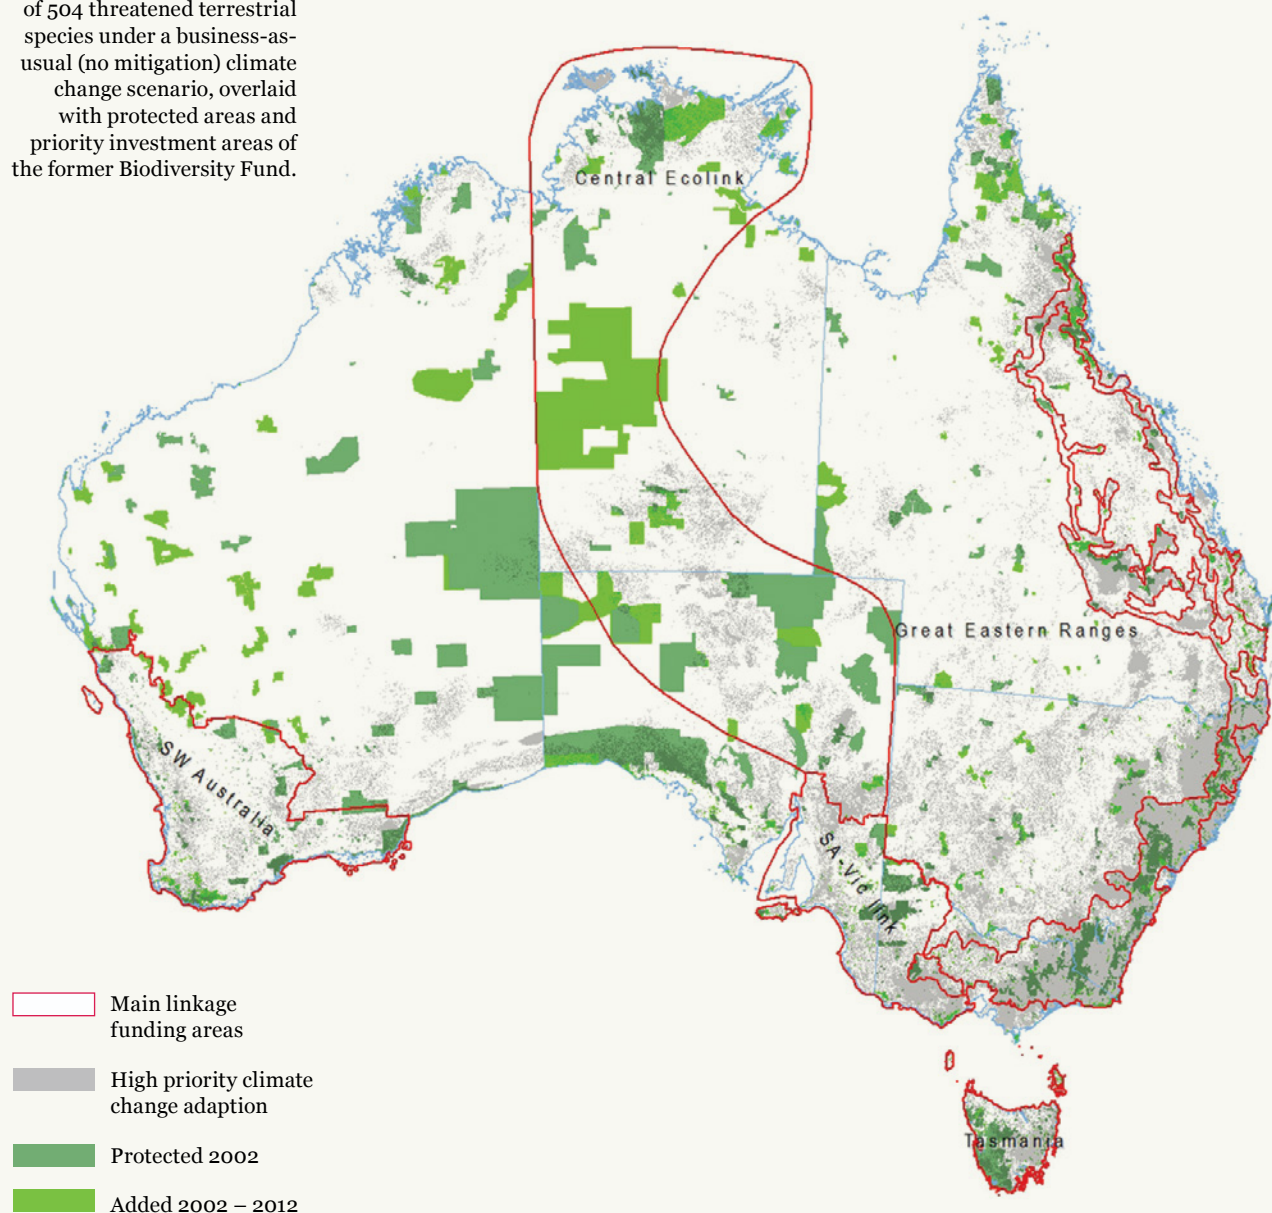 of 504 threatened terrestrial
species under a business-as-
usual (no mitigation) climate
change scenario, overlaid
with protected areas and
priority investment areas of
the former Biodiversity Fund.
Central Ecolink
Great Eastern Ranges
SW Australia
SA-Vic link
Tasmania
Main linkage
funding areas
High priority climate
change adaption
Protected 2002
Added 2002 – 2012